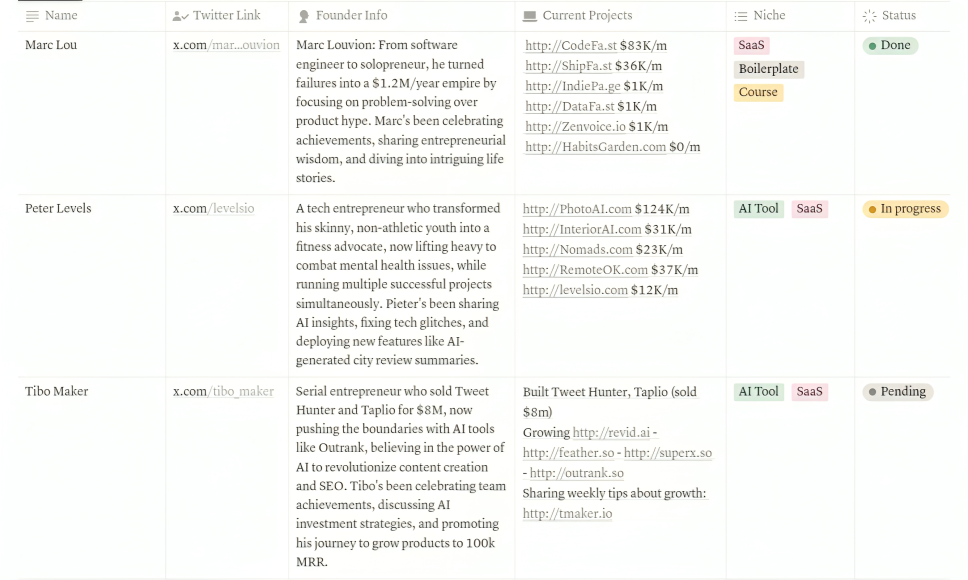 Name
Twitter Link
Founder Info
Current Projects
Niche
Status
Marc Lou
x.com/mar...ouvion
Marc Louvion: From software
engineer to solopreneur, he turned
failures into a $1.2M/year empire by
focusing on problem-solving over
product hype. Marc's been celebrating
achievements, sharing entrepreneurial
wisdom, and diving into intriguing life
stories.
http://CodeFa.st $83K/m
http://ShipFa.st $36K/m
http://IndiePa.ge $1K/m
http://DataFa.st $1K/m
http://Zenvoice.io $1K/m
http://HabitsGarden.com $0/m
SaaS
Boilerplate
Course
Done
Peter Levels
x.com/levelsio
A tech entrepreneur who transformed
his skinny, non-athletic youth into a
fitness advocate, now lifting heavy to
combat mental health issues, while
running multiple successful projects
simultaneously. Pieter's been sharing
AI insights, fixing tech glitches, and
deploying new features like AI-
generated city review summaries.
http://PhotoAI.com $124K/m
http://InteriorAI.com $31K/m
http://Nomads.com $23K/m
http://RemoteOK.com $37K/m
http://levelsio.com $12K/m
AI Tool SaaS
In progress
Tibo Maker
x.com/tibo_maker
Serial entrepreneur who sold Tweet
Hunter and Taplio for $8M, now
pushing the boundaries with AI tools
like Outrank, believing in the power of
AI to revolutionize content creation
and SEO. Tibo's been celebrating team
achievements, discussing AI
investment strategies, and promoting
his journey to grow products to 100k
MRR.
Built Tweet Hunter, Taplio (sold
$8m)
Growing http://revid.ai -
http://feather.so - http://superx.so
- http://outrank.so
Sharing weekly tips about growth:
http://tmaker.io
AI Tool SaaS
Pending